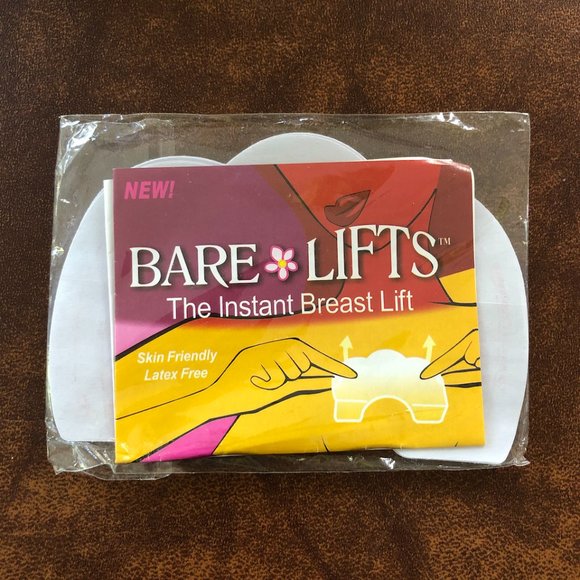 NEW!
BARE LIFTS™
The Instant Breast Lift
Skin Friendly
Latex Free